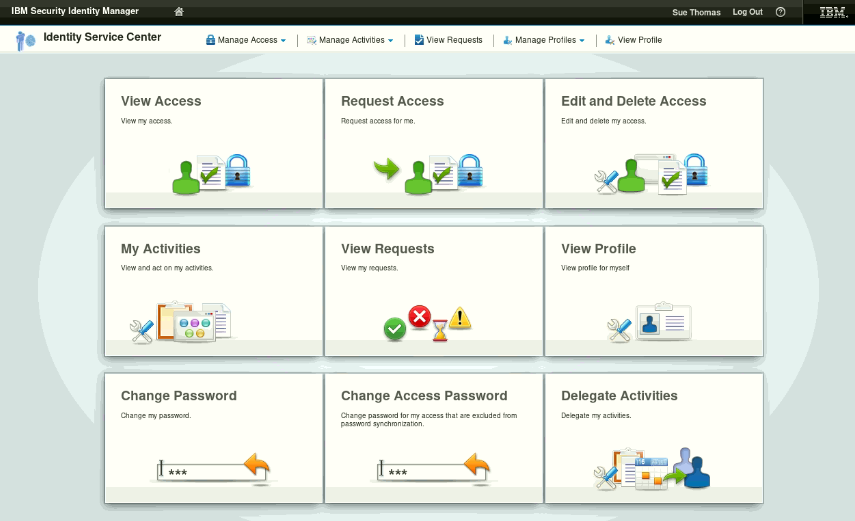 IBM Security Identity Manager
Sue Thomas
Log Out
?
IBM
Identity Service Center
Manage Access
Manage Activities
View Requests
Manage Profiles
View Profile
View Access
Request Access
Edit and Delete Access
View my access.
Request access for me.
Edit and delete my access.
My Activities
View Requests
View Profile
View and act on my activities.
View my requests.
View profile for myself
Change Password
Change Access Password
Delegate Activities
Change my password.
Change password for my access that are excluded from
password synchronization.
Delegate my activities.
***
***